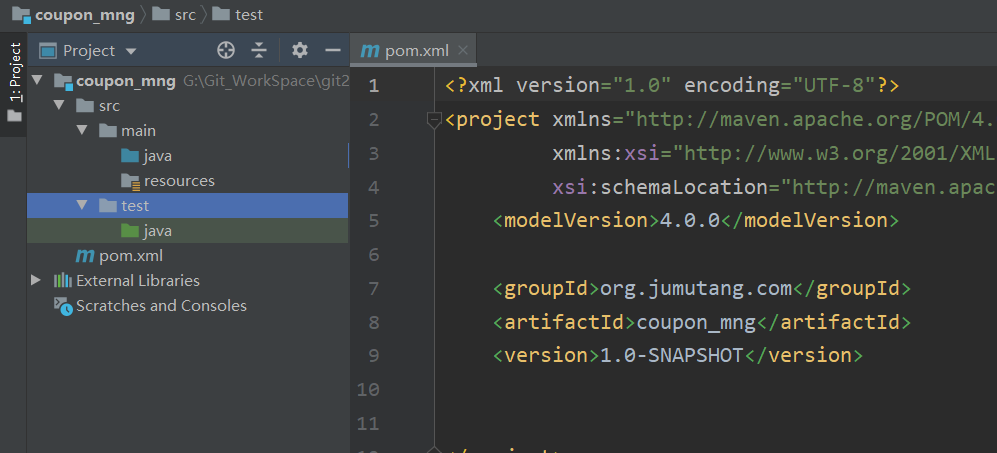 coupon_mng src test
1: Project
Project
pom.xml
coupon_mng G:\Git_WorkSpace\git2
src
main
java
resources
test
java
pom.xml
External Libraries
Scratches and Consoles
1 <?xml version="1.0" encoding="UTF-8"?>
2 <project xmlns="http://maven.apache.org/POM/4.
3 xmlns:xsi="http://www.w3.org/2001/XML
4 xsi:schemaLocation="http://maven.apac
5 <modelVersion>4.0.0</modelVersion>
6
7 <groupId>org.jumutang.com</groupId>
8 <artifactId>coupon_mng</artifactId>
9 <version>1.0-SNAPSHOT</version>
10
11